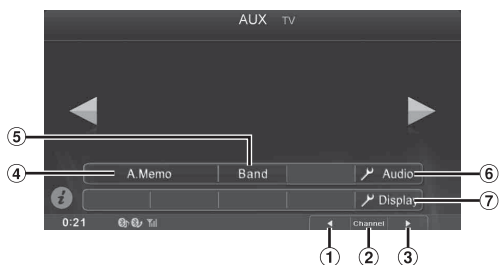 AUX TV
⑤
④ A.Memo Band Audio ⑥
i Display ⑦
0:21 Channel
① ② ③